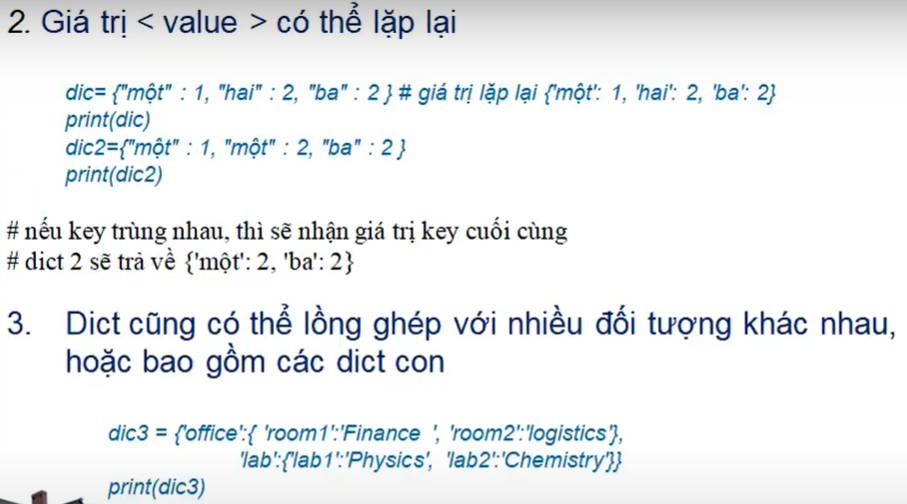 2. Giá trị < value > có thể lặp lại
dic= {"một" : 1, "hai" : 2, "ba" : 2 } # giá trị lặp lại {'một': 1, 'hai': 2, 'ba': 2}
print(dic)
dic2={"một" : 1, "một" : 2, "ba" : 2 }
print(dic2)
# nếu key trùng nhau, thì sẽ nhận giá trị key cuối cùng
# dict 2 sẽ trả về {'một': 2, 'ba': 2}
3. Dict cũng có thể lồng ghép với nhiều đối tượng khác nhau,
hoặc bao gồm các dict con
dic3 = {'office':{ 'room1':'Finance ', 'room2':'logistics'},
'lab':{'lab1':'Physics', 'lab2':'Chemistry'}}
print(dic3)